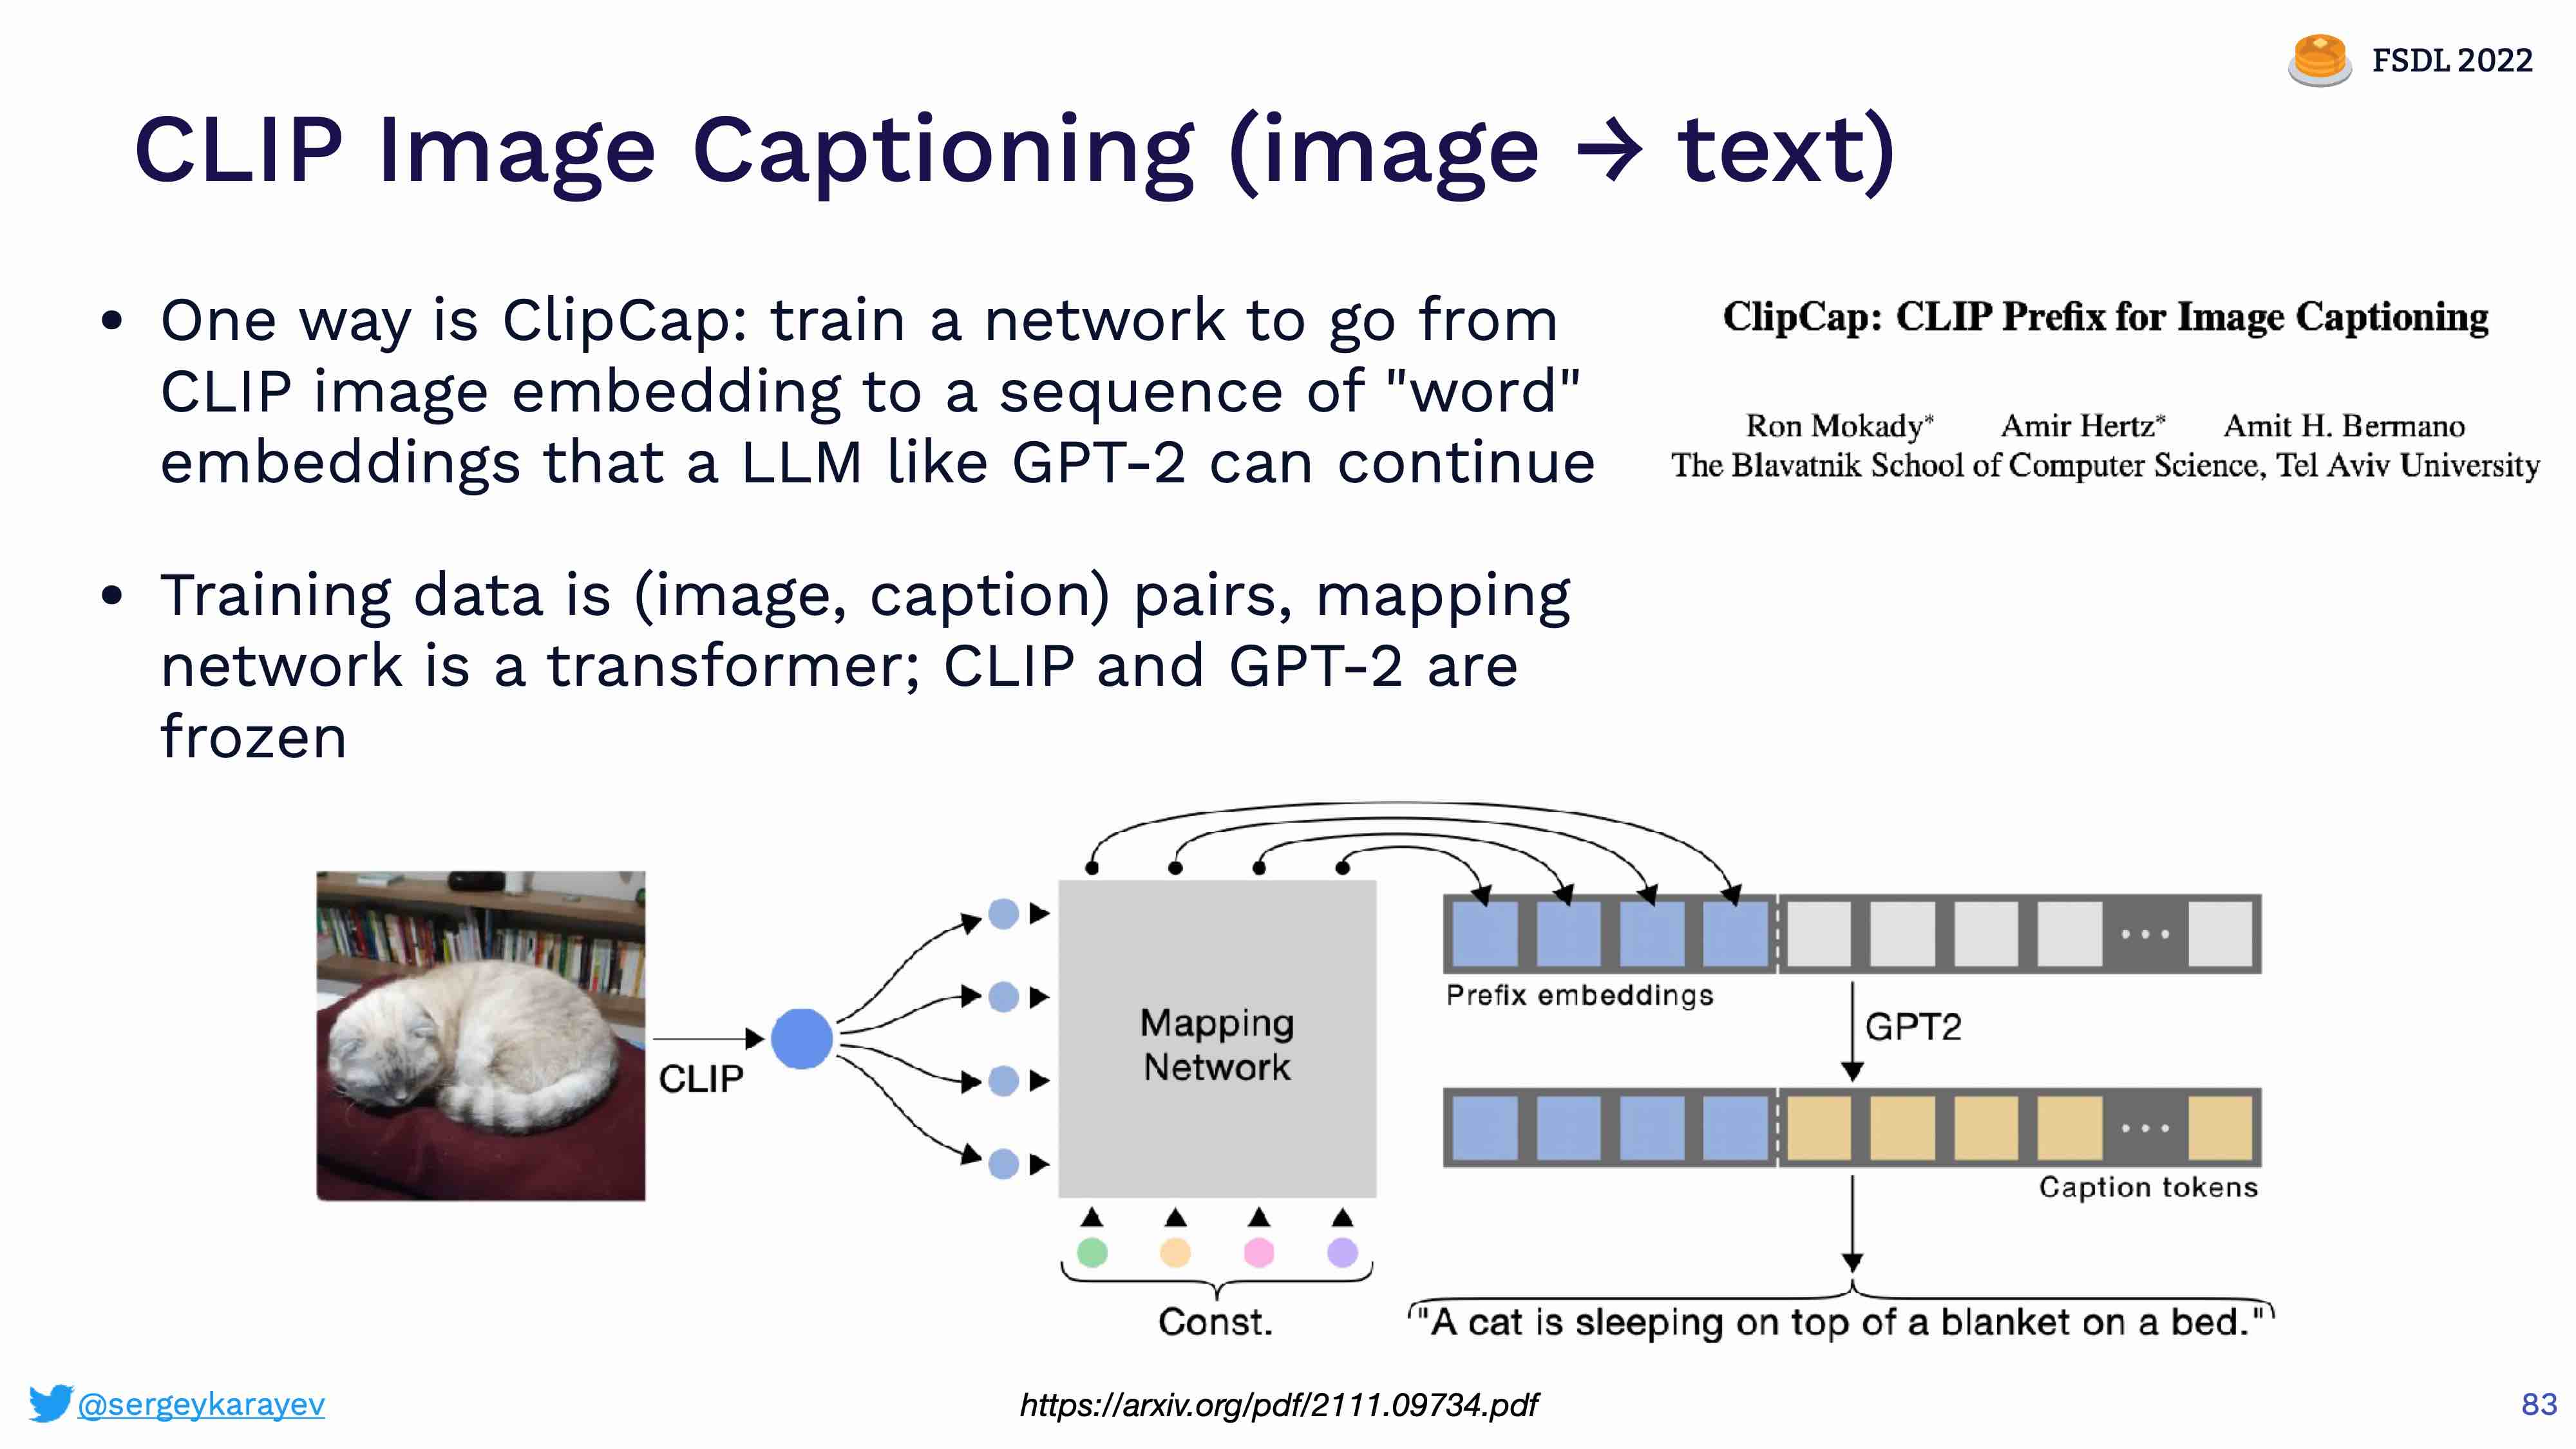 FSDL 2022
CLIP Image Captioning (image → text)
• One way is ClipCap: train a network to go from
CLIP image embedding to a sequence of "word"
embeddings that a LLM like GPT-2 can continue
• Training data is (image, caption) pairs, mapping
network is a transformer; CLIP and GPT-2 are
frozen
ClipCap: CLIP Prefix for Image Captioning
Ron Mokady* Amir Hertz* Amit H. Bermano
The Blavatnik School of Computer Science, Tel Aviv University
CLIP
Mapping
Network
Const.
Prefix embeddings
GPT2
Caption tokens
"A cat is sleeping on top of a blanket on a bed."
@sergeykarayev
https://arxiv.org/pdf/2111.09734.pdf
83